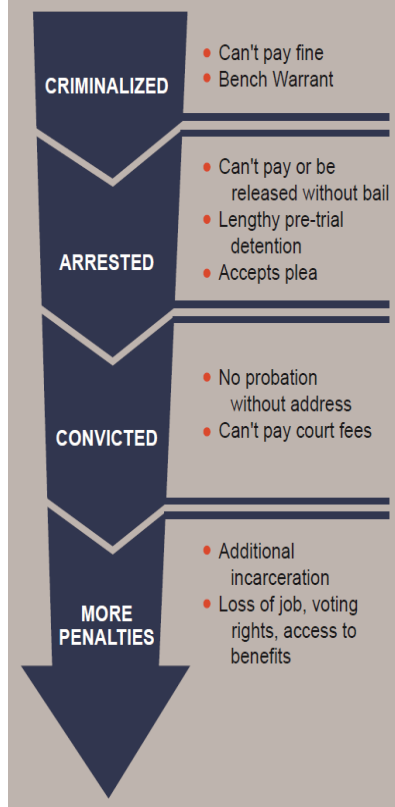 CRIMINALIZED
• Can't pay fine
• Bench Warrant
ARRESTED
• Can't pay or be
released without bail
• Lengthy pre-trial
detention
• Accepts plea
CONVICTED
• No probation
without address
• Can't pay court fees
MORE
PENALTIES
• Additional
incarceration
• Loss of job, voting
rights, access to
benefits